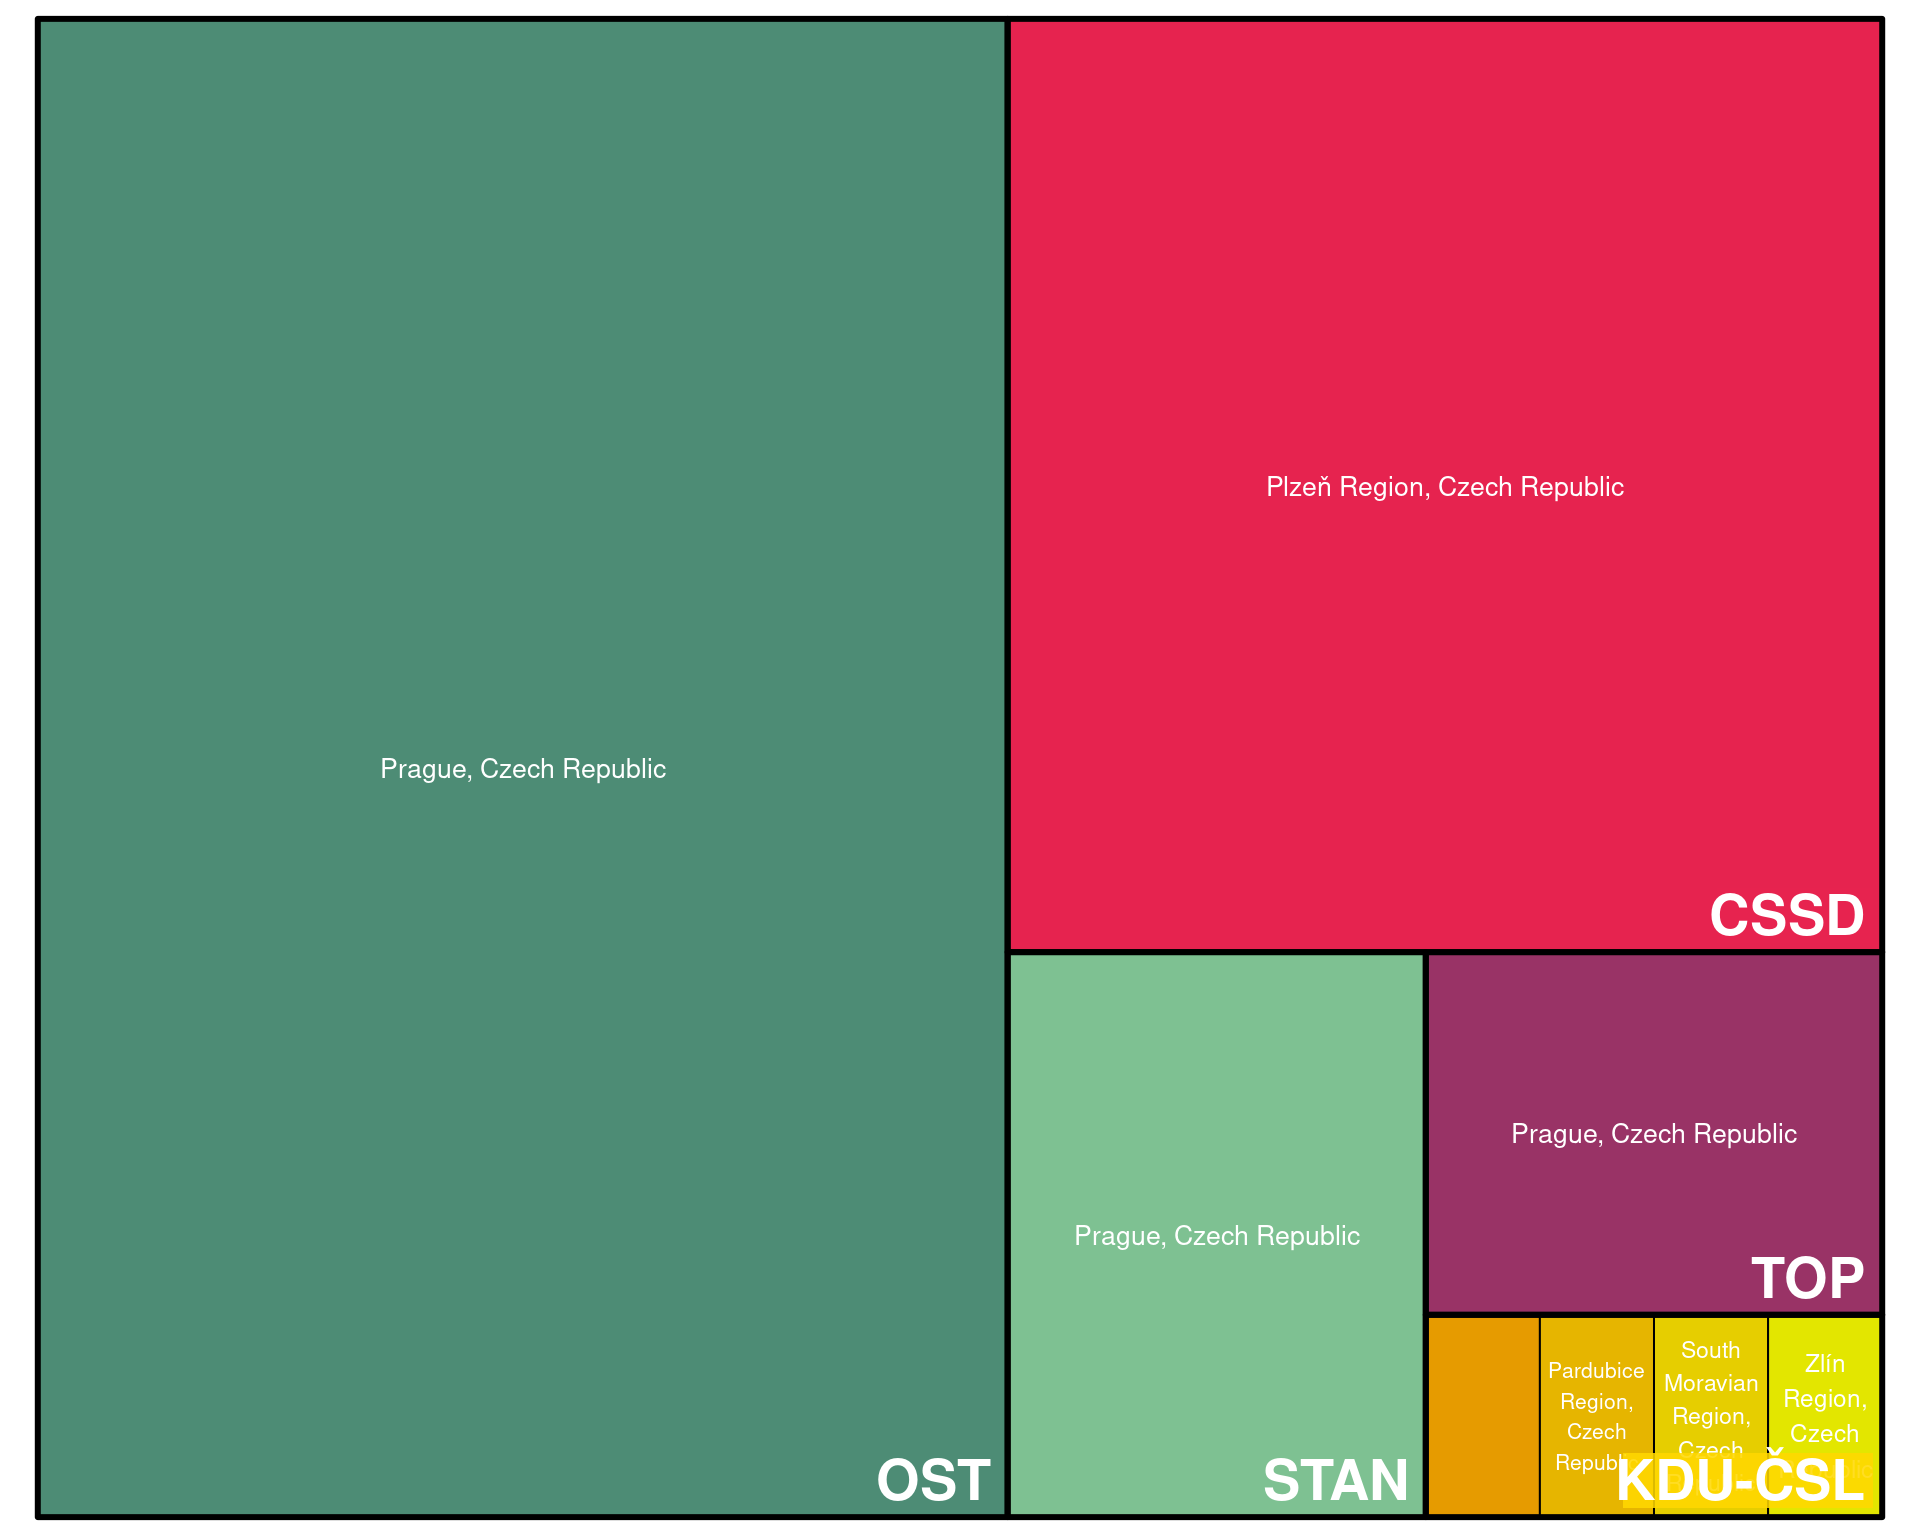 Prague, Czech Republic
OST
Plzeň Region, Czech Republic
CSSD
Prague, Czech Republic
STAN
Prague, Czech Republic
TOP
Pardubice
Region,
Czech
South
Moravian
Region,
Czech
Zlín
Region,
Czech
KDU-ČSL